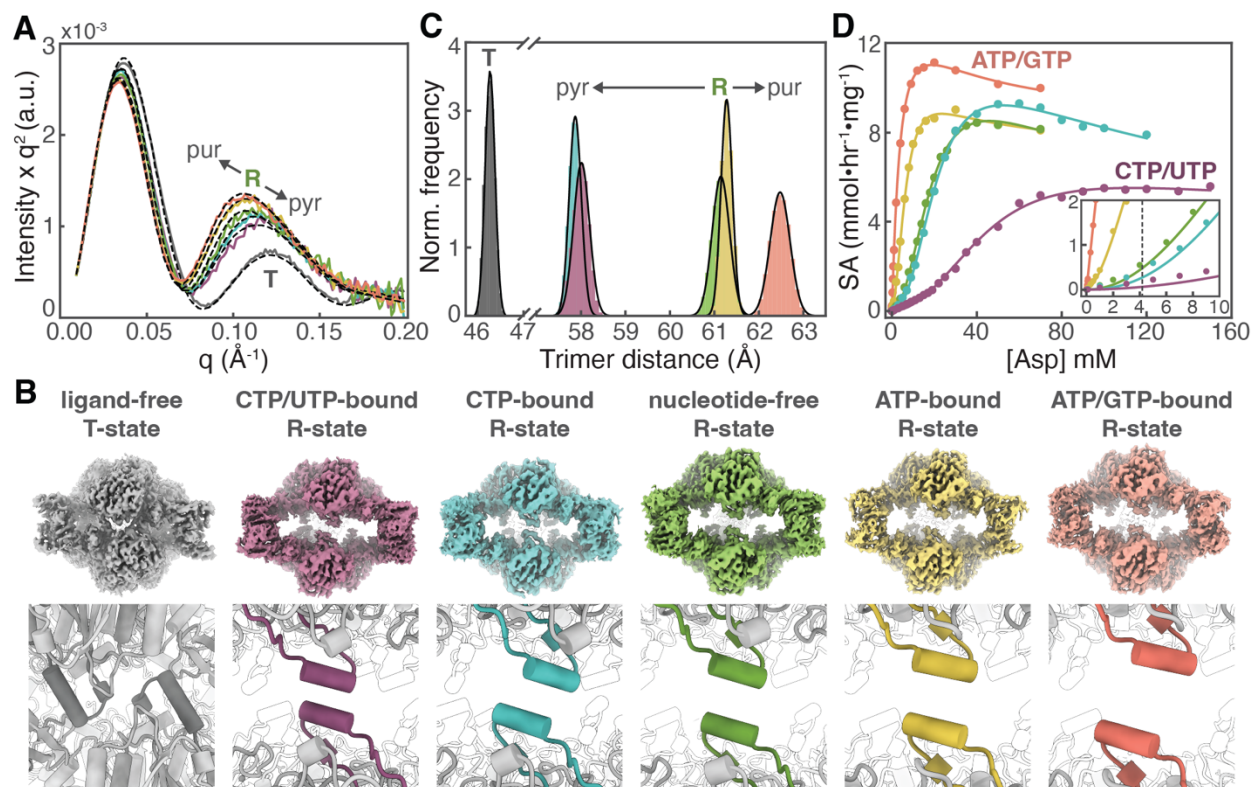 A
x10-3
3
2
1
0
Intensity x q2 (a.u.)
pur
R
pyr
T
0
0.05
0.10
0.15
0.20
q (Å-1)
C
4
3
2
1
0
Norm. frequency
T
pyr
R
pur
46
47
58
59
60
61
62
63
Trimer distance (Å)
D
12
8
4
0
SA (mmol•hr-1•mg-1)
ATP/GTP
CTP/UTP
2
1
0
0 2 4 6 8 10
0
40
80
120
160
[Asp] mM
B
ligand-free
T-state
CTP/UTP-bound
R-state
CTP-bound
R-state
nucleotide-free
R-state
ATP-bound
R-state
ATP/GTP-bound
R-state